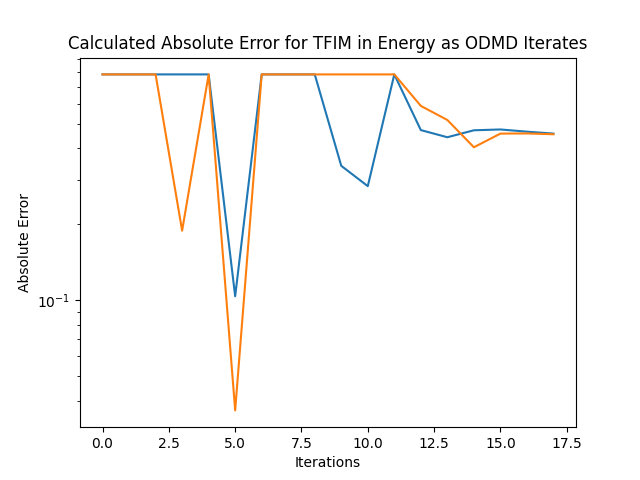 Calculated Absolute Error for TFIM in Energy as ODMD Iterates
Absolute Error
10⁻¹
0.0 2.5 5.0 7.5 10.0 12.5 15.0 17.5
Iterations